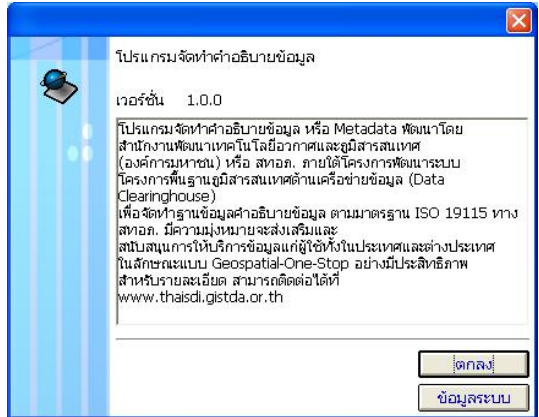 โปรแกรมจัดทำคำอธิบายข้อมูล
เวอร์ชั่น 1.0.0
โปรแกรมจัดทำคำอธิบายข้อมูล หรือ Metadata พัฒนาโดย
สำนักงานพัฒนาเทคโนโลยีอวกาศและภูมิสารสนเทศ
(องค์การมหาชน) หรือ สทอภ. ภายใต้โครงการพัฒนาระบบ
โครงการพื้นฐานภูมิสารสนเทศด้านเครือข่ายข้อมูล (Data
Clearinghouse)
เพื่อจัดทำฐานข้อมูลคำอธิบายข้อมูล ตามมาตรฐาน ISO 19115 ทาง
สทอภ. มีความมุ่งหมายจะส่งเสริมและ
สนับสนุนการให้บริการข้อมูลแก่ผู้ใช้ทั้งในประเทศและต่างประเทศ
ในลักษณะแบบ Geospatial-One-Stop อย่างมีประสิทธิภาพ
สำหรับรายละเอียด สามารถติดต่อได้ที่
www.thaisdi.gistda.or.th
ตกลง
ข้อมูลระบบ